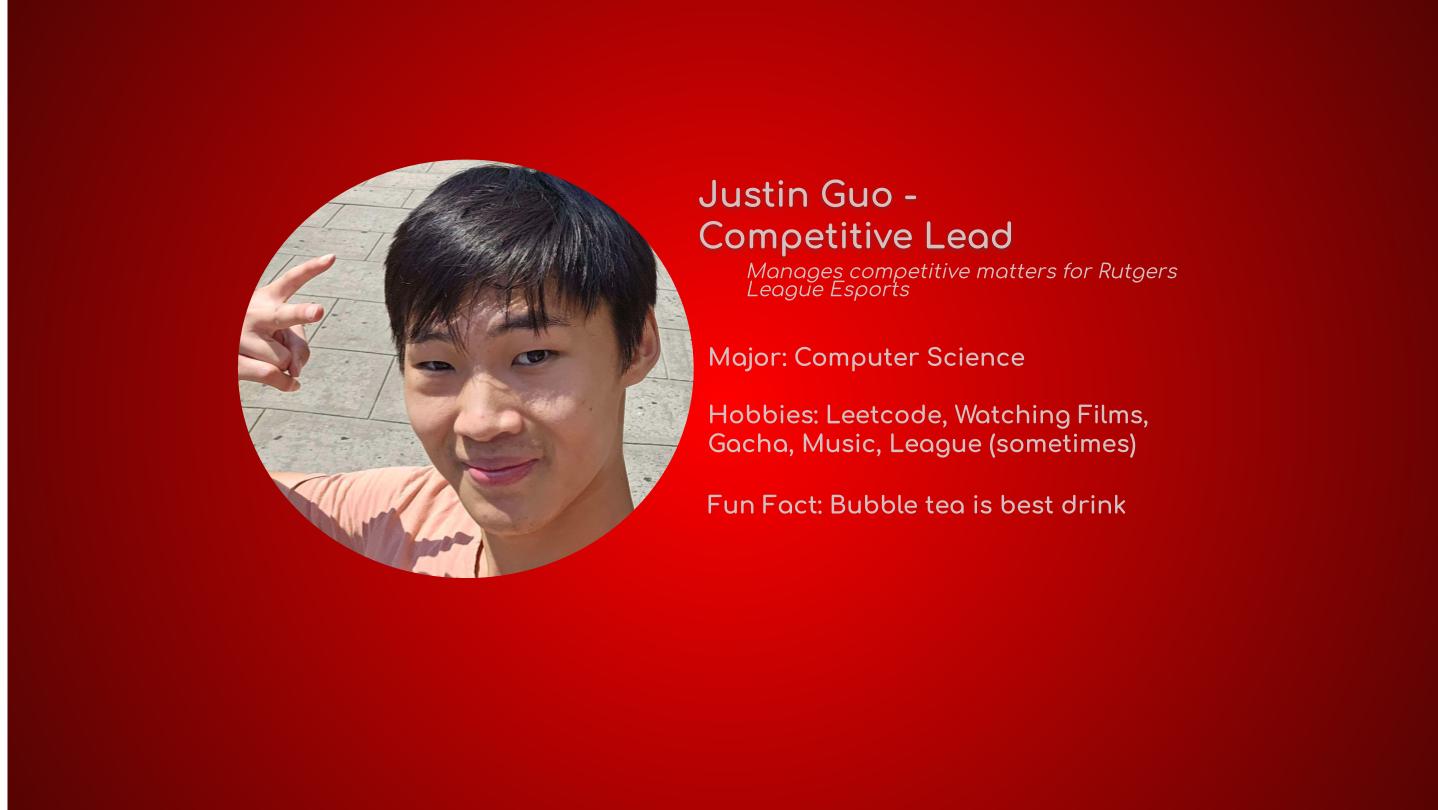 Justin Guo -
Competitive Lead
Manages competitive matters for Rutgers
League Esports
Major: Computer Science
Hobbies: Leetcode, Watching Films,
Gacha, Music, League (sometimes)
Fun Fact: Bubble tea is best drink